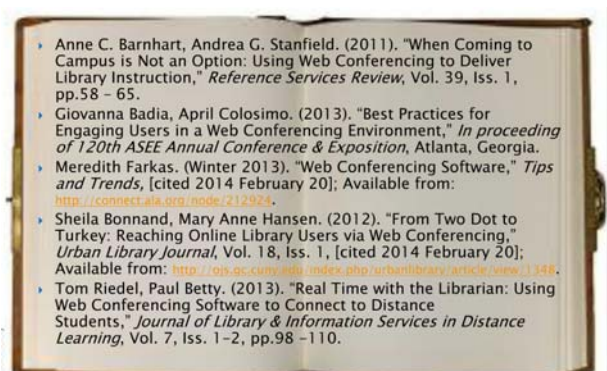 Anne C. Barnhart, Andrea G. Stanfield. (2011). “When Coming to
Campus is Not an Option: Using Web Conferencing to Deliver
Library Instruction,” Reference Services Review, Vol. 39, Iss. 1,
pp.58 – 65.
Giovanna Badia, April Colosimo. (2013). “Best Practices for
Engaging Users in a Web Conferencing Environment,” In proceeding
of 120th ASEE Annual Conference & Exposition, Atlanta, Georgia.
Meredith Farkas. (Winter 2013). “Web Conferencing Software,” Tips
and Trends, [cited 2014 February 20]; Available from:
http://connect.ala.org/node/212924.
Sheila Bonnand, Mary Anne Hansen. (2012). “From Two Dot to
Turkey: Reaching Online Library Users via Web Conferencing,”
Urban Library Journal, Vol. 18, Iss. 1, [cited 2014 February 20];
Available from: http://ojs.gc.cuny.edu/index.php/urbanlibrary/article/view/1348.
Tom Riedel, Paul Betty. (2013). “Real Time with the Librarian: Using
Web Conferencing Software to Connect to Distance
Students,” Journal of Library & Information Services in Distance
Learning, Vol. 7, Iss. 1–2, pp.98 –110.